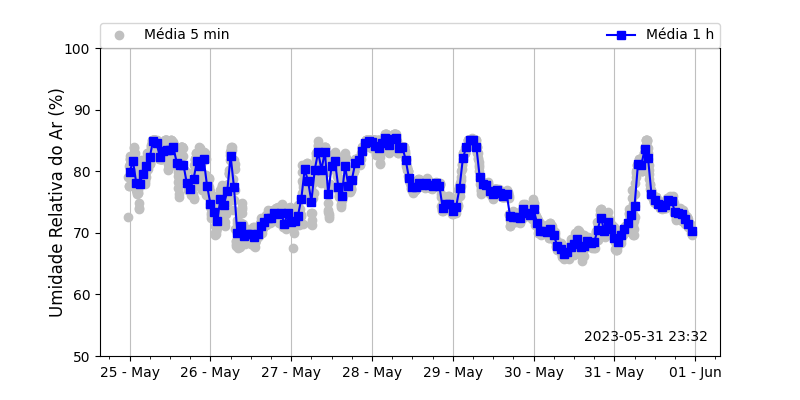 Média 5 min
Média 1 h
Umidade Relativa do Ar (%)
100
90
80
70
60
50
2023-05-31 23:32
25 - May
26 - May
27 - May
28 - May
29 - May
30 - May
31 - May
01 - Jun